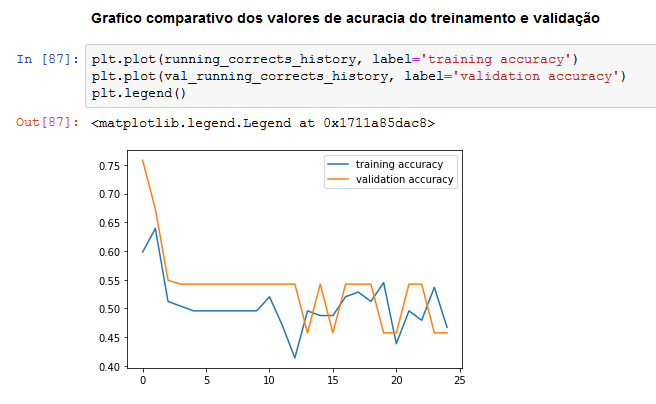 Grafico comparativo dos valores de acuracia do treinamento e validação
In [87]: plt.plot(running_corrects_history, label='training accuracy')
plt.plot(val_running_corrects_history, label='validation accuracy')
plt.legend()
Out[87]: <matplotlib.legend.Legend at 0x1711a85dac8>
training accuracy
validation accuracy
0.75
0.70
0.65
0.60
0.55
0.50
0.45
0.40
0 5 10 15 20 25